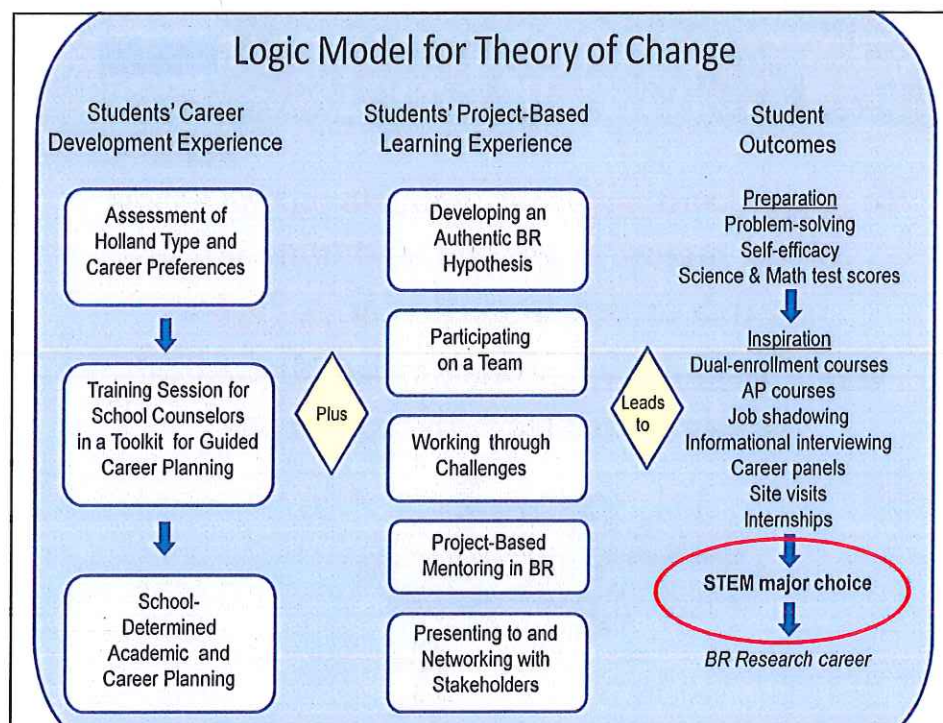 Logic Model for Theory of Change
Students' Career
Development Experience
Assessment of
Holland Type and
Career Preferences
Training Session for
School Counselors
in a Toolkit for Guided
Career Planning
School-
Determined
Academic and
Career Planning
Plus
Students' Project-Based
Learning Experience
Developing an
Authentic BR
Hypothesis
Participating
on a Team
Working through
Challenges
Project-Based
Mentoring in BR
Presenting to and
Networking with
Stakeholders
Leads
to
Student
Outcomes
Preparation
Problem-solving
Self-efficacy
Science & Math test scores
Inspiration
Dual-enrollment courses
AP courses
Job shadowing
Informational interviewing
Career panels
Site visits
Internships
STEM major choice
BR Research career